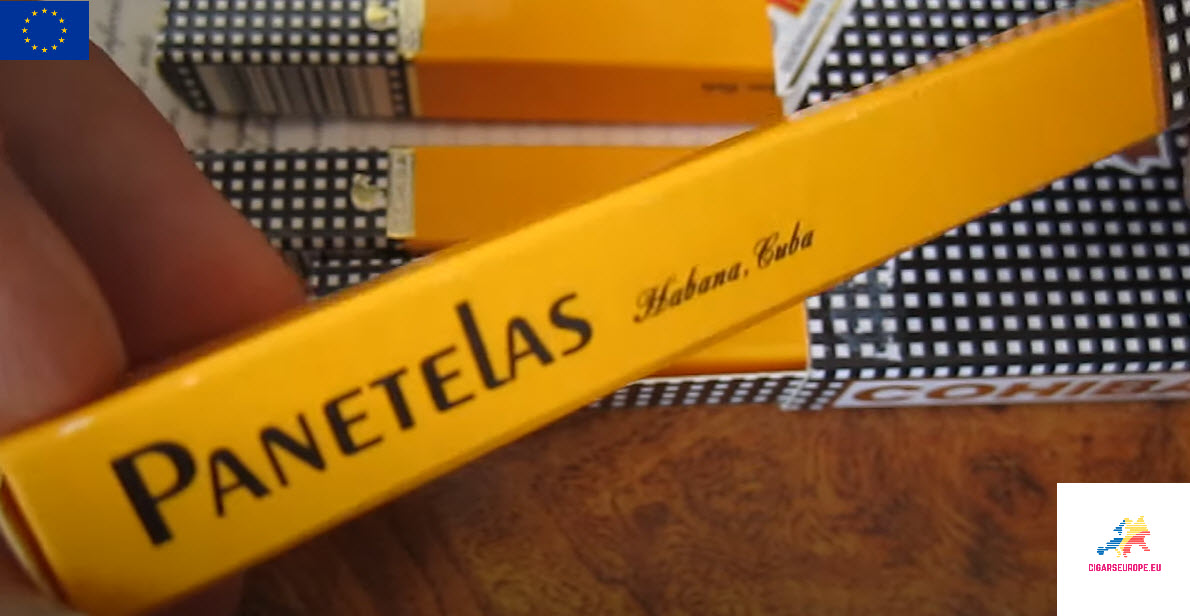 PANETELAS
Habana, Cuba
COHIBA
CIGARSEUROPE.EU